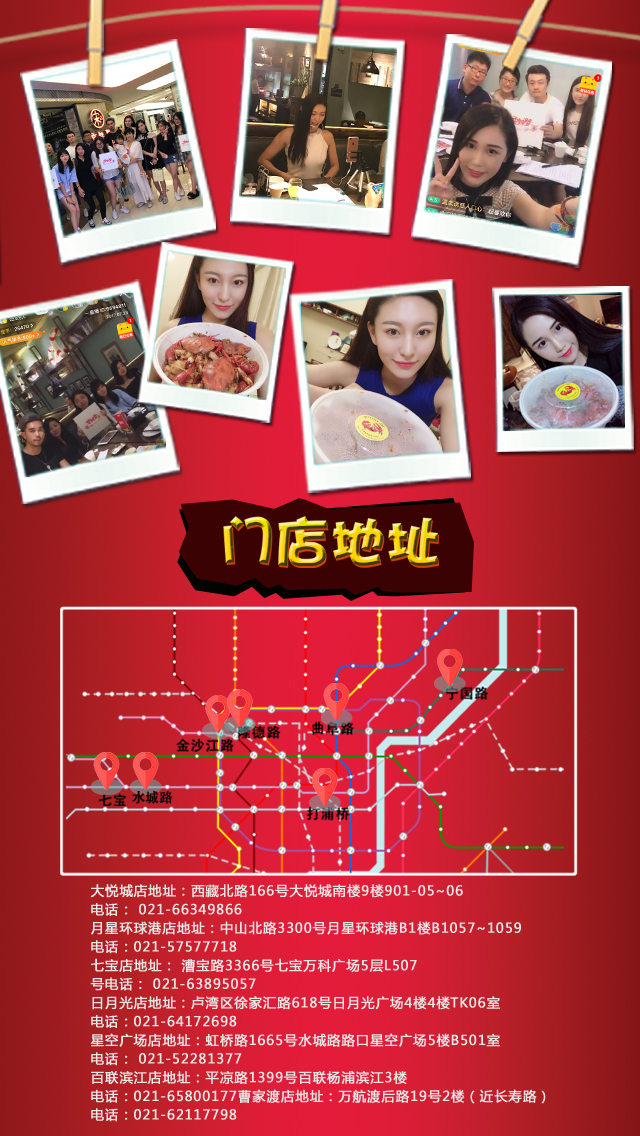 门店地址
宁国路
隆德路
曲阜路
金沙江路
七宝
水城路
打浦桥
大悦城店地址：西藏北路166号大悦城南楼9楼901-05~06
电话： 021-66349866
月星环球港店地址：中山北路3300号月星环球港B1楼B1057~1059
电话：021-57577718
七宝店地址： 漕宝路3366号七宝万科广场5层L507
号电话： 021-63895057
日月光店地址：卢湾区徐家汇路618号日月光广场4楼4楼TK06室
电话：021-64172698
星空广场店地址：虹桥路1665号水城路路口星空广场5楼B501室
电话： 021-52281377
百联滨江店地址：平凉路1399号百联杨浦滨江3楼
电话：021-65800177曹家渡店地址：万航渡后路19号2楼（近长寿路）
电话：021-62117798